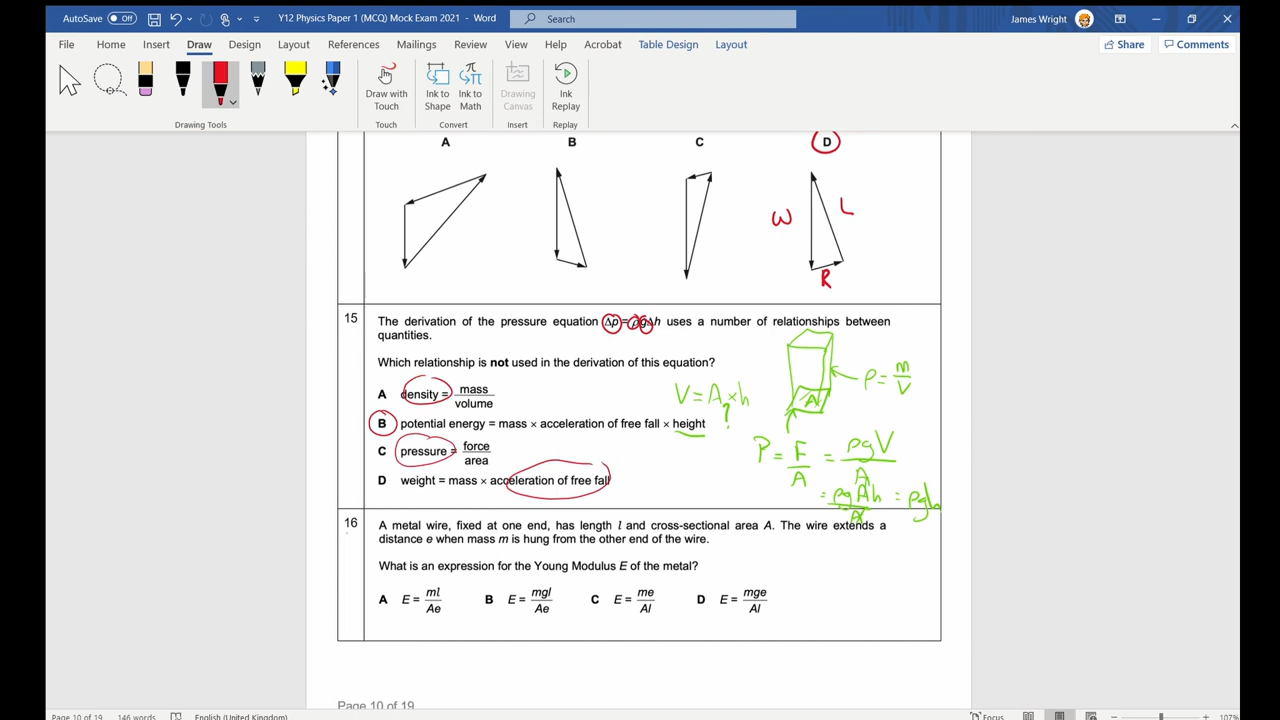 AutoSave Off Y12 Physics Paper 1 (MCQ) Mock Exam 2021 - Word Search James Wright
File Home Insert Draw Design Layout References Mailings Review View Help Acrobat Table Design Layout Share Comments
Draw with Touch
Ink to Shape
Ink to Math
Drawing Canvas
Ink Replay
Drawing Tools Touch Convert Insert Replay
A B C D
W L
R
15 The derivation of the pressure equation Δp = ρgΔh uses a number of relationships between
quantities.
Which relationship is not used in the derivation of this equation?
A density = mass / volume
B potential energy = mass × acceleration of free fall × height
C pressure = force / area
D weight = mass × acceleration of free fall
V = A × h
?
A
ρ = m / V
P = F / A = ρgV / A
= ρgAh / A = ρgh
16 A metal wire, fixed at one end, has length l and cross-sectional area A. The wire extends a
distance e when mass m is hung from the other end of the wire.
What is an expression for the Young Modulus E of the metal?
A E = ml / Ae B E = mgl / Ae C E = me / Al D E = mge / Al
Page 10 of 19
Page 10 of 19 146 words English (United Kingdom) Focus 107%